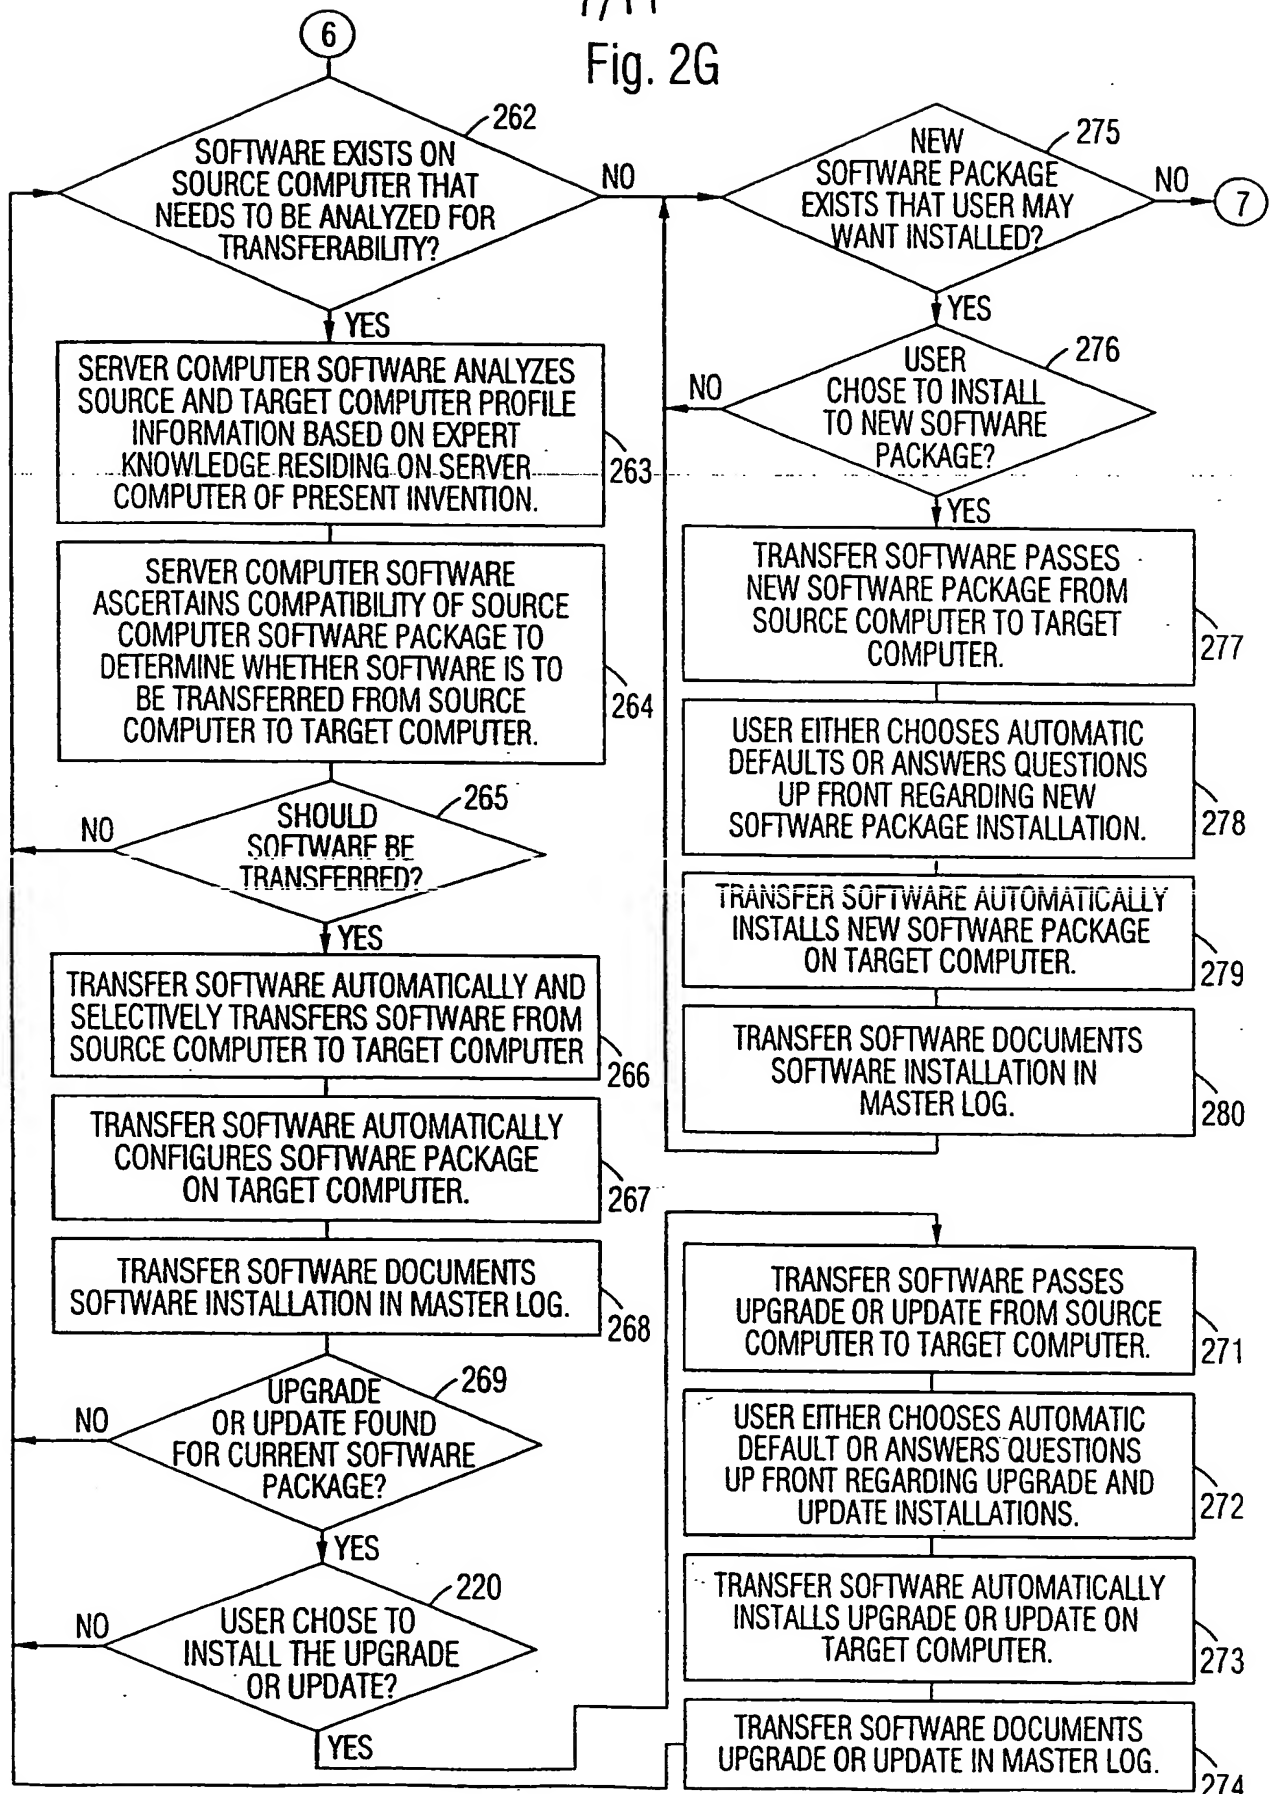 Fig. 2G
6
262
SOFTWARE EXISTS ON
SOURCE COMPUTER THAT
NEEDS TO BE ANALYZED FOR
TRANSFERABILITY?
NO
YES
SERVER COMPUTER SOFTWARE ANALYZES
SOURCE AND TARGET COMPUTER PROFILE
INFORMATION BASED ON EXPERT
KNOWLEDGE RESIDING ON SERVER
COMPUTER OF PRESENT INVENTION.
263
SERVER COMPUTER SOFTWARE
ASCERTAINS COMPATIBILITY OF SOURCE
COMPUTER SOFTWARE PACKAGE TO
DETERMINE WHETHER SOFTWARE IS TO
BE TRANSFERRED FROM SOURCE
COMPUTER TO TARGET COMPUTER.
264
265
SHOULD
SOFTWARE BE
TRANSFERRED?
NO
YES
TRANSFER SOFTWARE AUTOMATICALLY AND
SELECTIVELY TRANSFERS SOFTWARE FROM
SOURCE COMPUTER TO TARGET COMPUTER
266
TRANSFER SOFTWARE AUTOMATICALLY
CONFIGURES SOFTWARE PACKAGE
ON TARGET COMPUTER.
267
TRANSFER SOFTWARE DOCUMENTS
SOFTWARE INSTALLATION IN MASTER LOG.
268
269
UPGRADE
OR UPDATE FOUND
FOR CURRENT SOFTWARE
PACKAGE?
NO
YES
220
USER CHOSE TO
INSTALL THE UPGRADE
OR UPDATE?
NO
YES
275
NEW
SOFTWARE PACKAGE
EXISTS THAT USER MAY
WANT INSTALLED?
NO
7
YES
276
USER
CHOSE TO INSTALL
TO NEW SOFTWARE
PACKAGE?
NO
YES
TRANSFER SOFTWARE PASSES
NEW SOFTWARE PACKAGE FROM
SOURCE COMPUTER TO TARGET
COMPUTER.
277
USER EITHER CHOOSES AUTOMATIC
DEFAULTS OR ANSWERS QUESTIONS
UP FRONT REGARDING NEW
SOFTWARE PACKAGE INSTALLATION.
278
TRANSFER SOFTWARE AUTOMATICALLY
INSTALLS NEW SOFTWARE PACKAGE
ON TARGET COMPUTER.
279
TRANSFER SOFTWARE DOCUMENTS
SOFTWARE INSTALLATION IN
MASTER LOG.
280
TRANSFER SOFTWARE PASSES
UPGRADE OR UPDATE FROM SOURCE
COMPUTER TO TARGET COMPUTER.
271
USER EITHER CHOOSES AUTOMATIC
DEFAULT OR ANSWERS QUESTIONS
UP FRONT REGARDING UPGRADE AND
UPDATE INSTALLATIONS.
272
TRANSFER SOFTWARE AUTOMATICALLY
INSTALLS UPGRADE OR UPDATE ON
TARGET COMPUTER.
273
TRANSFER SOFTWARE DOCUMENTS
UPGRADE OR UPDATE IN MASTER LOG.
274